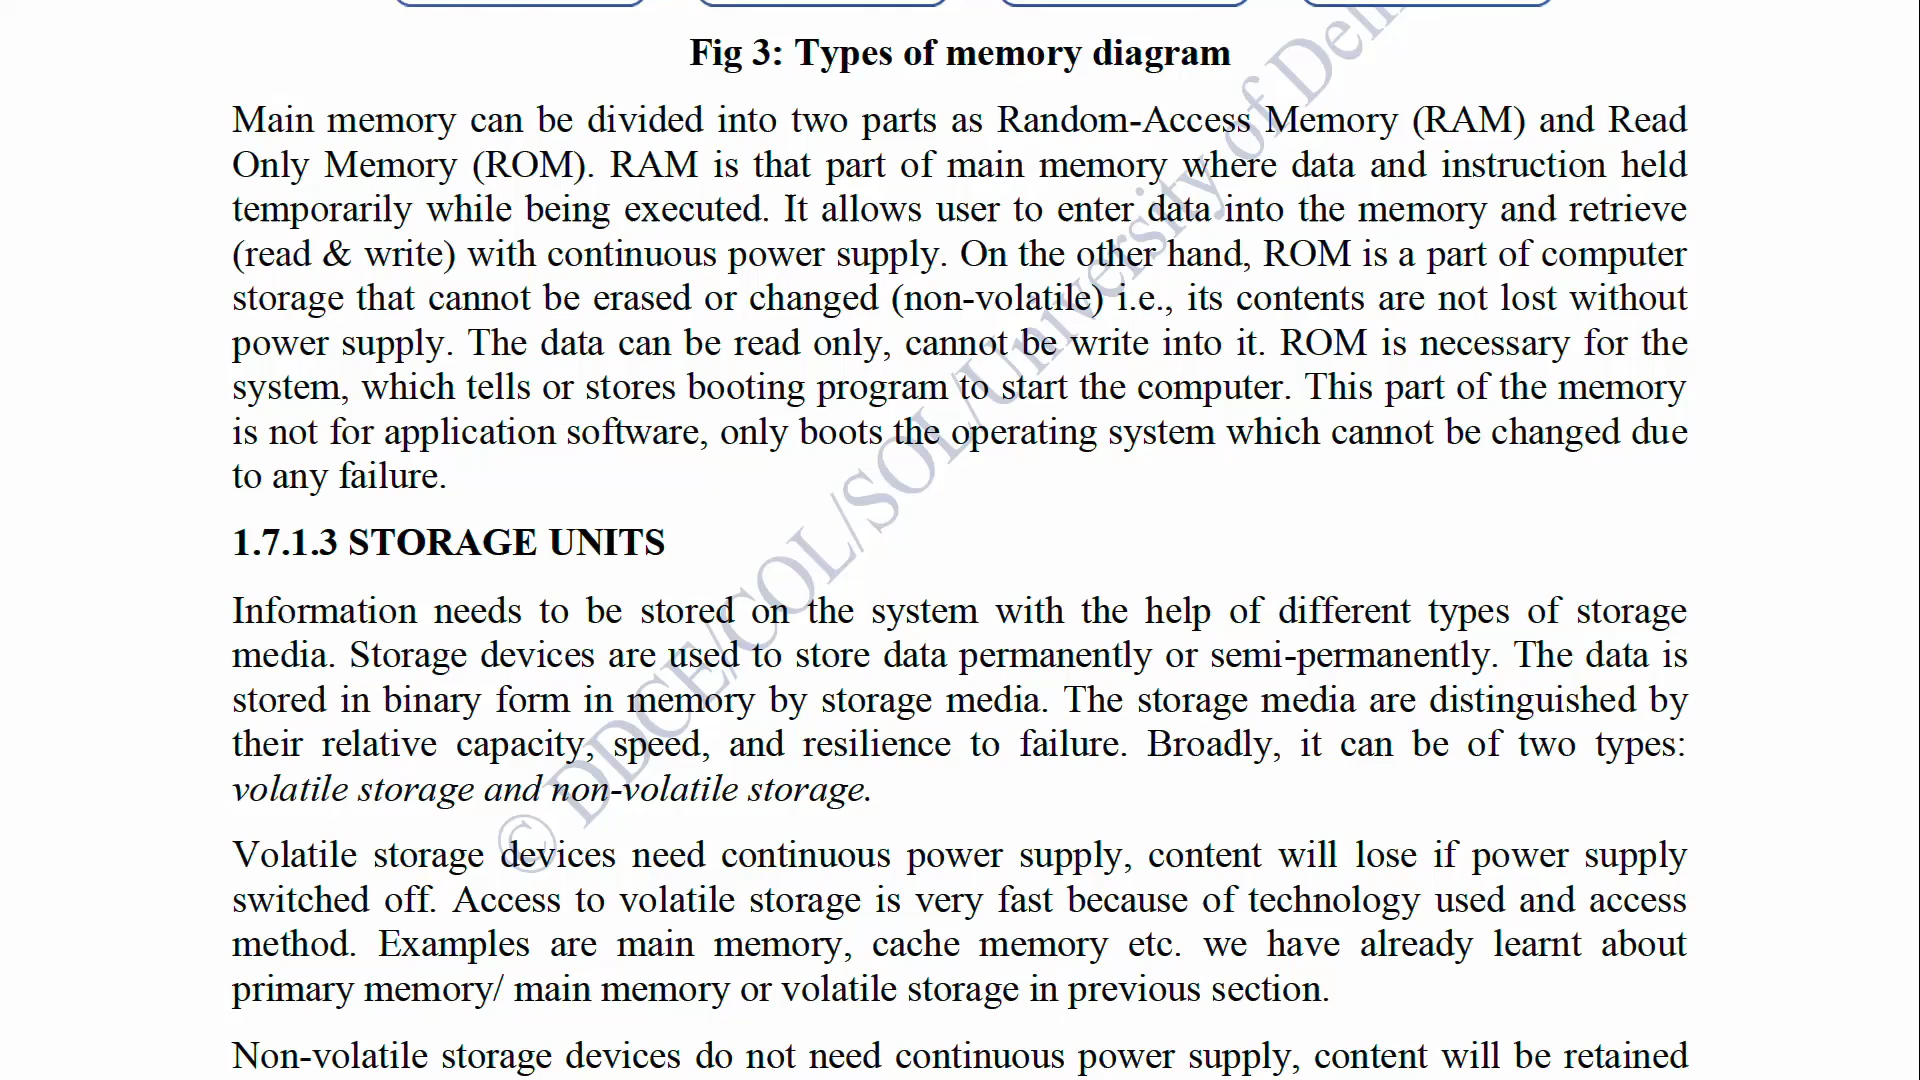 Fig 3: Types of memory diagram
Main memory can be divided into two parts as Random-Access Memory (RAM) and Read
Only Memory (ROM). RAM is that part of main memory where data and instruction held
temporarily while being executed. It allows user to enter data into the memory and retrieve
(read & write) with continuous power supply. On the other hand, ROM is a part of computer
storage that cannot be erased or changed (non-volatile) i.e., its contents are not lost without
power supply. The data can be read only, cannot be write into it. ROM is necessary for the
system, which tells or stores booting program to start the computer. This part of the memory
is not for application software, only boots the operating system which cannot be changed due
to any failure.
1.7.1.3 STORAGE UNITS
Information needs to be stored on the system with the help of different types of storage
media. Storage devices are used to store data permanently or semi-permanently. The data is
stored in binary form in memory by storage media. The storage media are distinguished by
their relative capacity, speed, and resilience to failure. Broadly, it can be of two types:
volatile storage and non-volatile storage.
Volatile storage devices need continuous power supply, content will lose if power supply
switched off. Access to volatile storage is very fast because of technology used and access
method. Examples are main memory, cache memory etc. we have already learnt about
primary memory/ main memory or volatile storage in previous section.
Non-volatile storage devices do not need continuous power supply, content will be retained
© DDCE/COL/SOL/University of